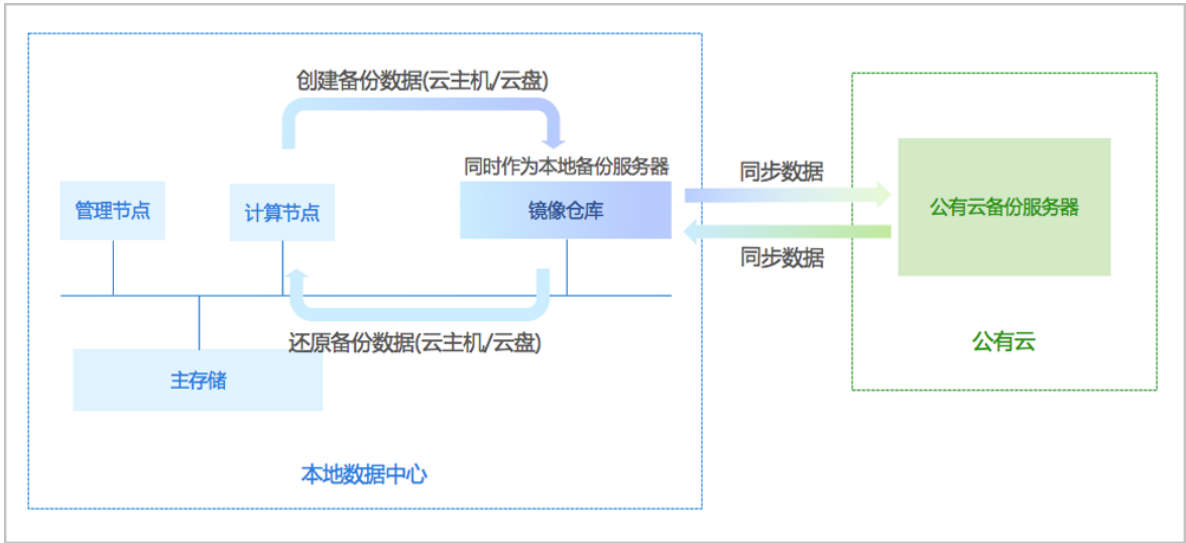 创建备份数据(云主机/云盘)
同时作为本地备份服务器
管理节点
计算节点
镜像仓库
同步数据
公有云备份服务器
同步数据
还原备份数据(云主机/云盘)
公有云
主存储
本地数据中心